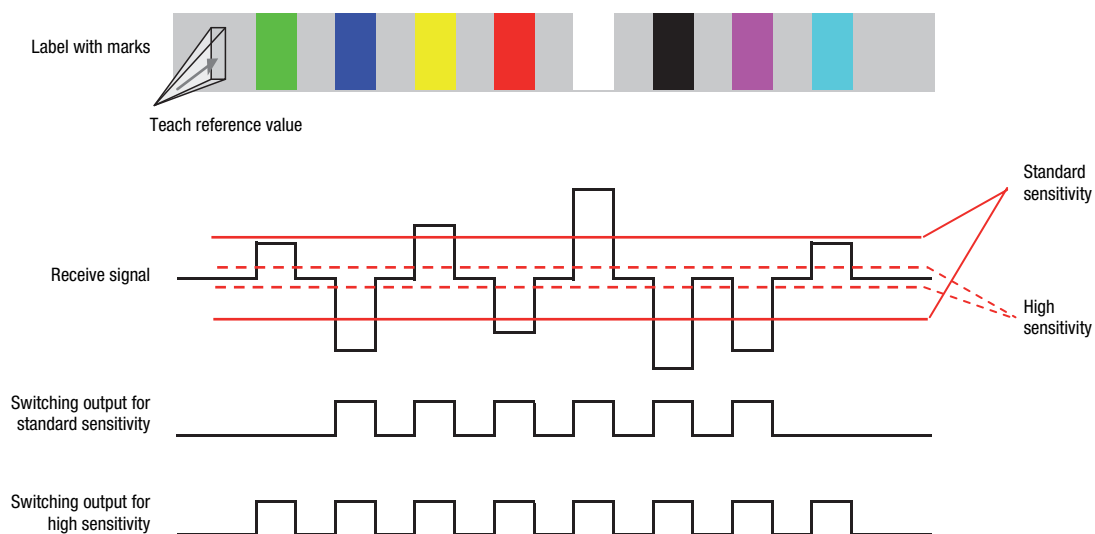 Label with marks
Teach reference value
Standard
sensitivity
Receive signal
High
sensitivity
Switching output for
standard sensitivity
Switching output for
high sensitivity